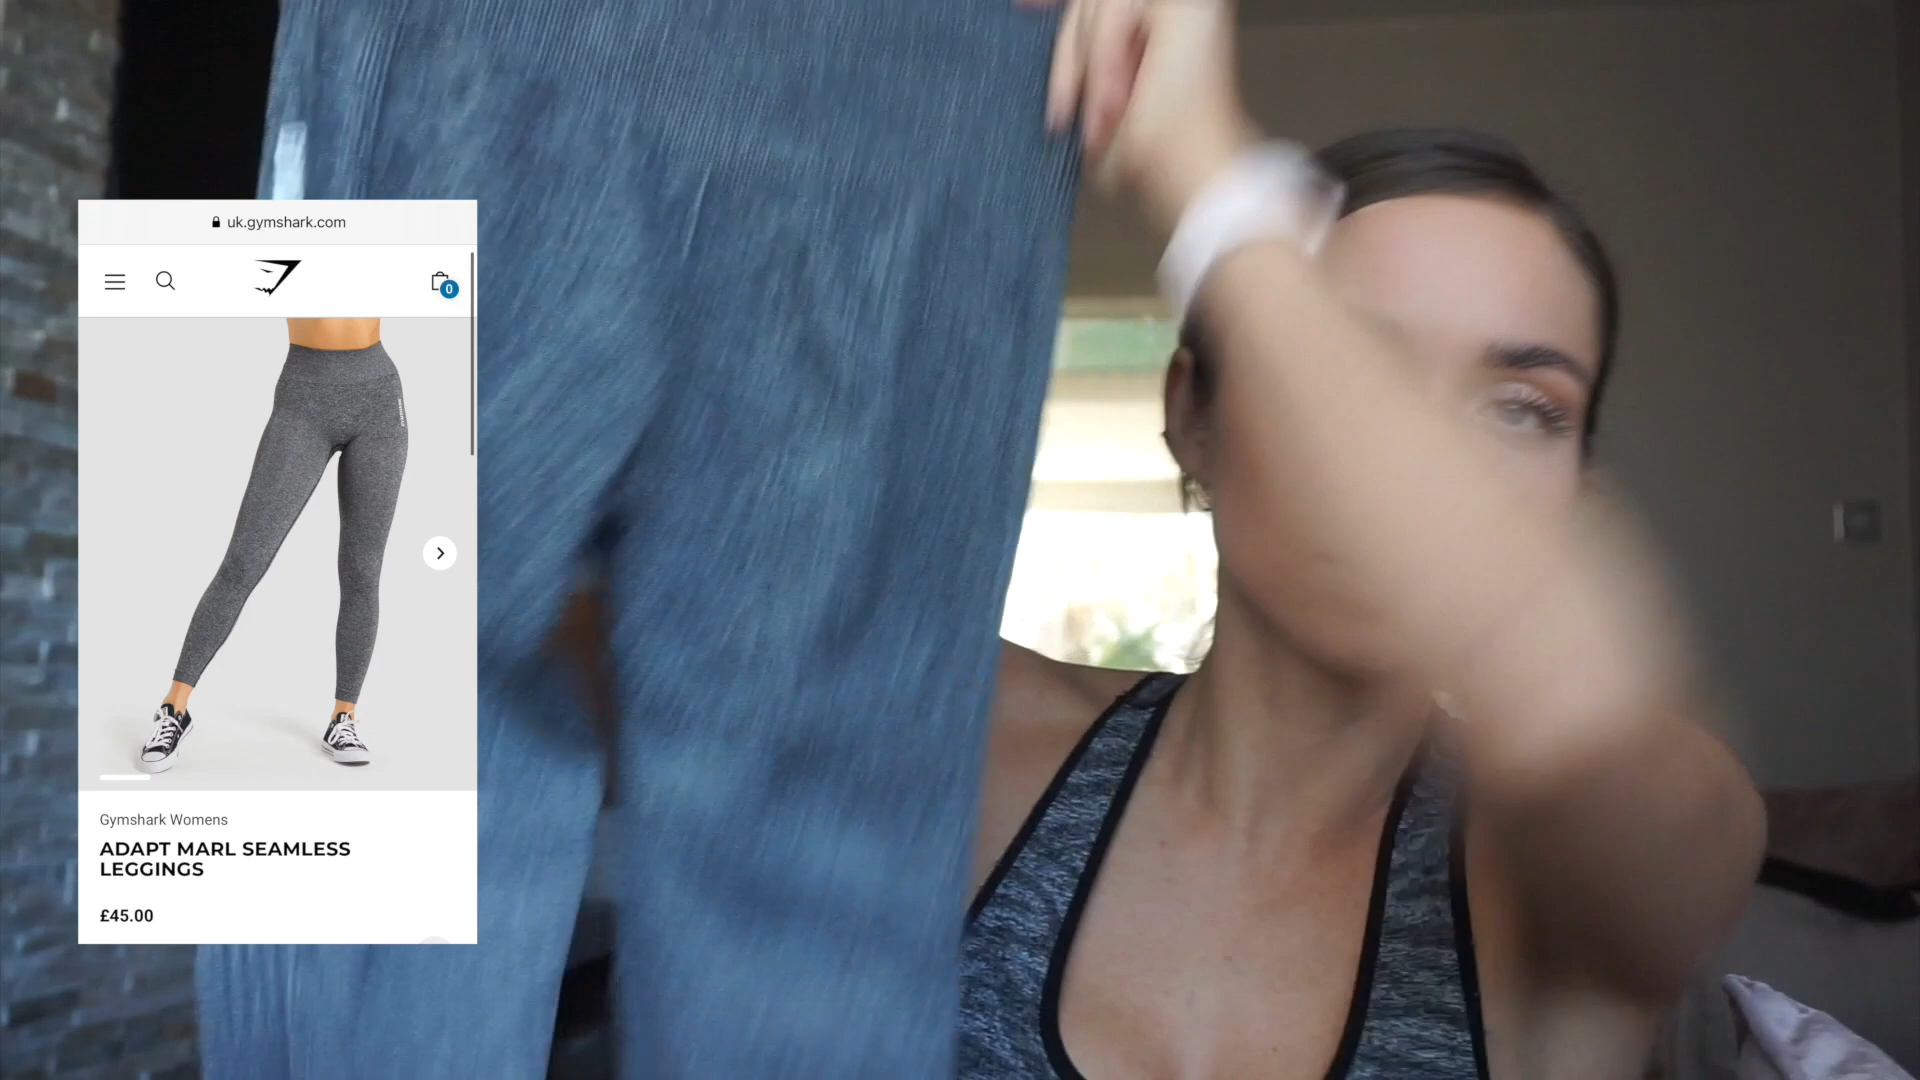 uk.gymshark.com
0
Gymshark Womens
ADAPT MARL SEAMLESS
LEGGINGS
£45.00